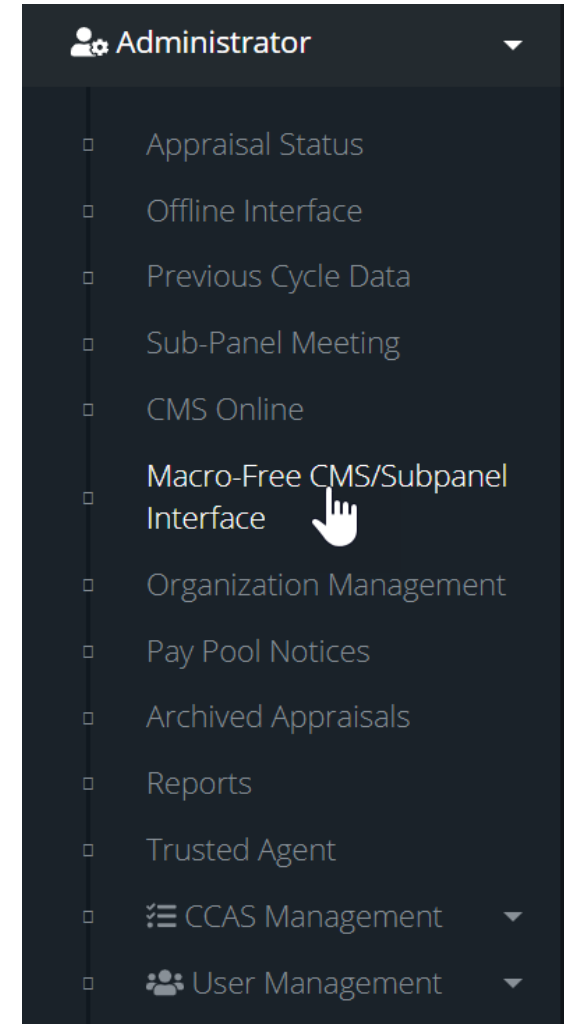 Administrator
Appraisal Status
Offline Interface
Previous Cycle Data
Sub-Panel Meeting
CMS Online
Macro-Free CMS/Subpanel
Interface
Organization Management
Pay Pool Notices
Archived Appraisals
Reports
Trusted Agent
CCAS Management
User Management